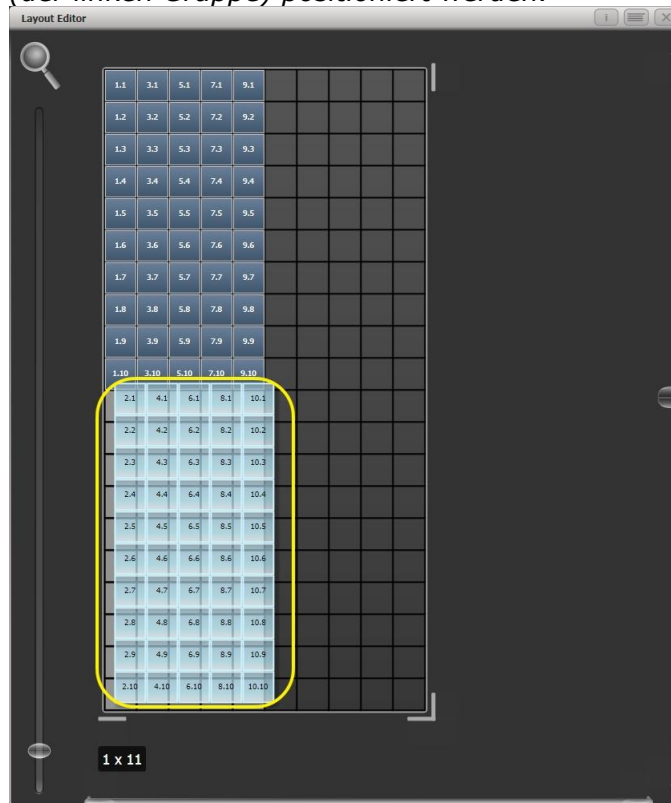 (der linken Gruppe) positioniert werden.
Layout Editor
1.1 3.1 5.1 7.1 9.1
1.2 3.2 5.2 7.2 9.2
1.3 3.3 5.3 7.3 9.3
1.4 3.4 5.4 7.4 9.4
1.5 3.5 5.5 7.5 9.5
1.6 3.6 5.6 7.6 9.6
1.7 3.7 5.7 7.7 9.7
1.8 3.8 5.8 7.8 9.8
1.9 3.9 5.9 7.9 9.9
1.10 3.10 5.10 7.10 9.10
2.1 4.1 6.1 8.1 10.1
2.2 4.2 6.2 8.2 10.2
2.3 4.3 6.3 8.3 10.3
2.4 4.4 6.4 8.4 10.4
2.5 4.5 6.5 8.5 10.5
2.6 4.6 6.6 8.6 10.6
2.7 4.7 6.7 8.7 10.7
2.8 4.8 6.8 8.8 10.8
2.9 4.9 6.9 8.9 10.9
2.10 4.10 6.10 8.10 10.10
1 x 11